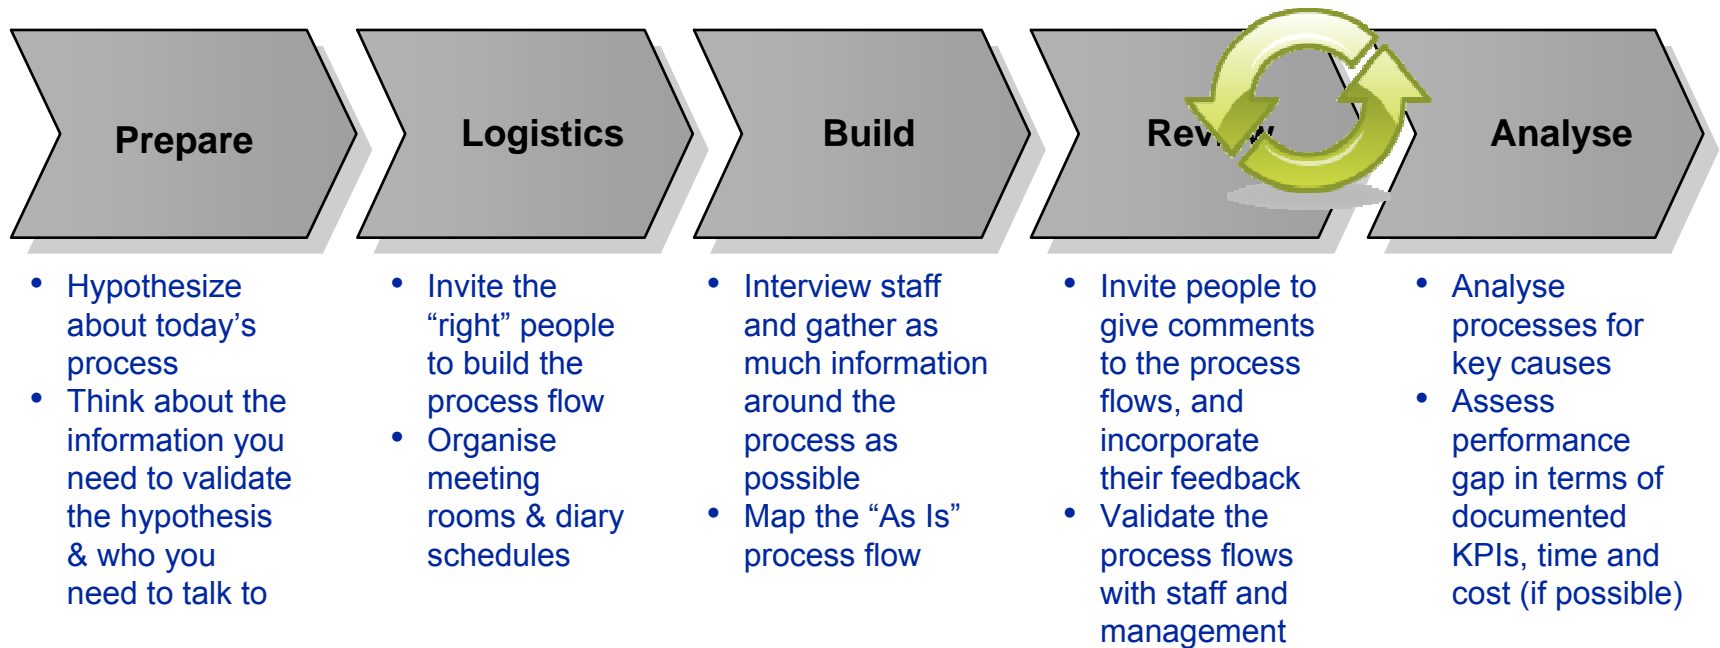 Prepare
Logistics
Build
Review
Analyse
• Hypothesize
about today’s
process
• Think about the
information you
need to validate
the hypothesis
& who you
need to talk to
• Invite the
“right” people
to build the
process flow
• Organise
meeting
rooms & diary
schedules
• Interview staff
and gather as
much information
around the
process as
possible
• Map the “As Is”
process flow
• Invite people to
give comments
to the process
flows, and
incorporate
their feedback
• Validate the
process flows
with staff and
management
• Analyse
processes for
key causes
• Assess
performance
gap in terms of
documented
KPIs, time and
cost (if possible)